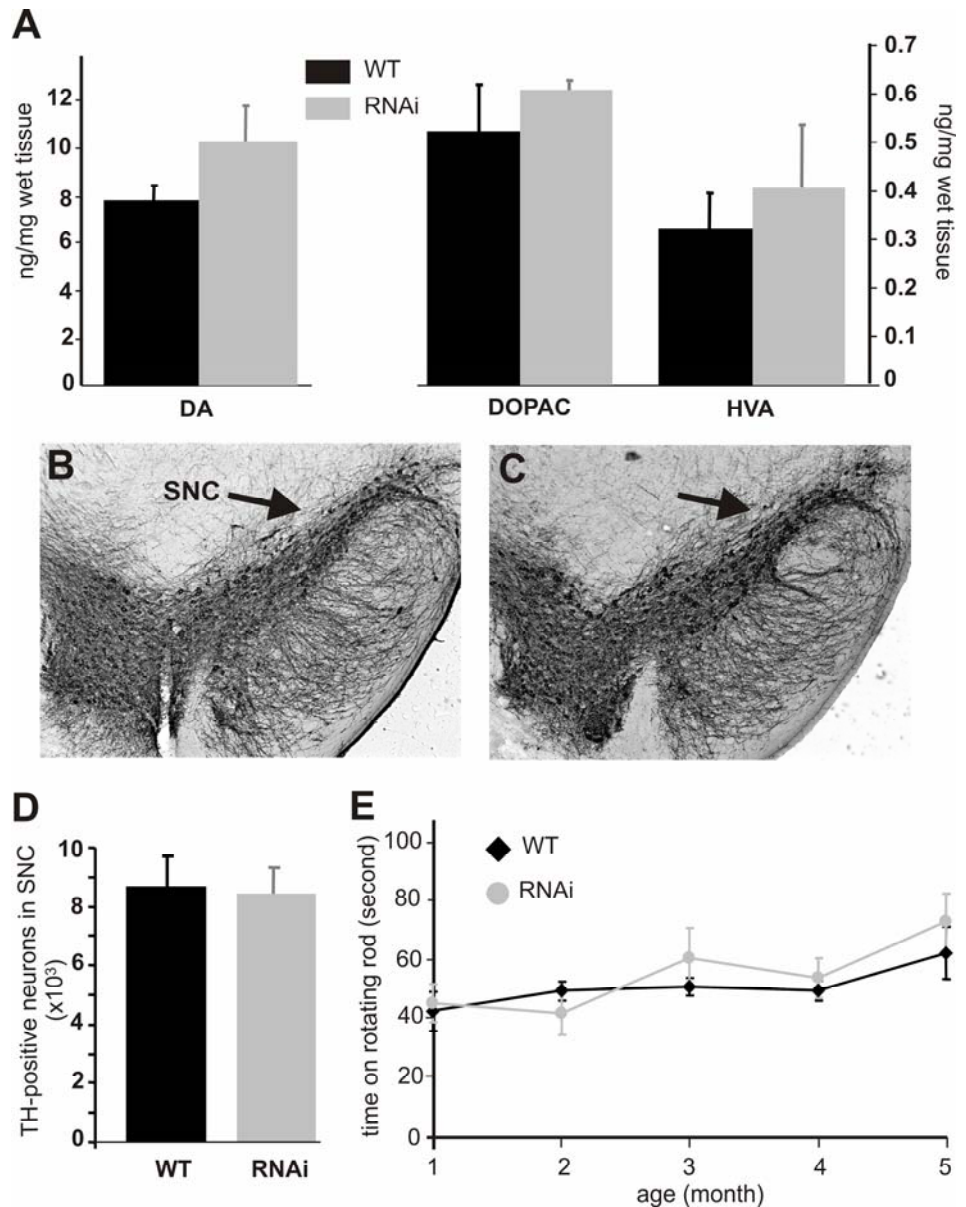 A
WT
RNAi
ng/mg wet tissue
12
10
8
6
4
2
0
0.7
0.6
0.5
0.4
0.3
0.2
0.1
0
ng/mg wet tissue
DA
DOPAC
HVA
B
SNC
C
D
TH-positive neurons in SNC
(x10³)
10
8
6
4
2
0
WT
RNAi
E
WT
RNAi
time on rotating rod (second)
100
80
60
40
20
0
1
2
3
4
5
age (month)